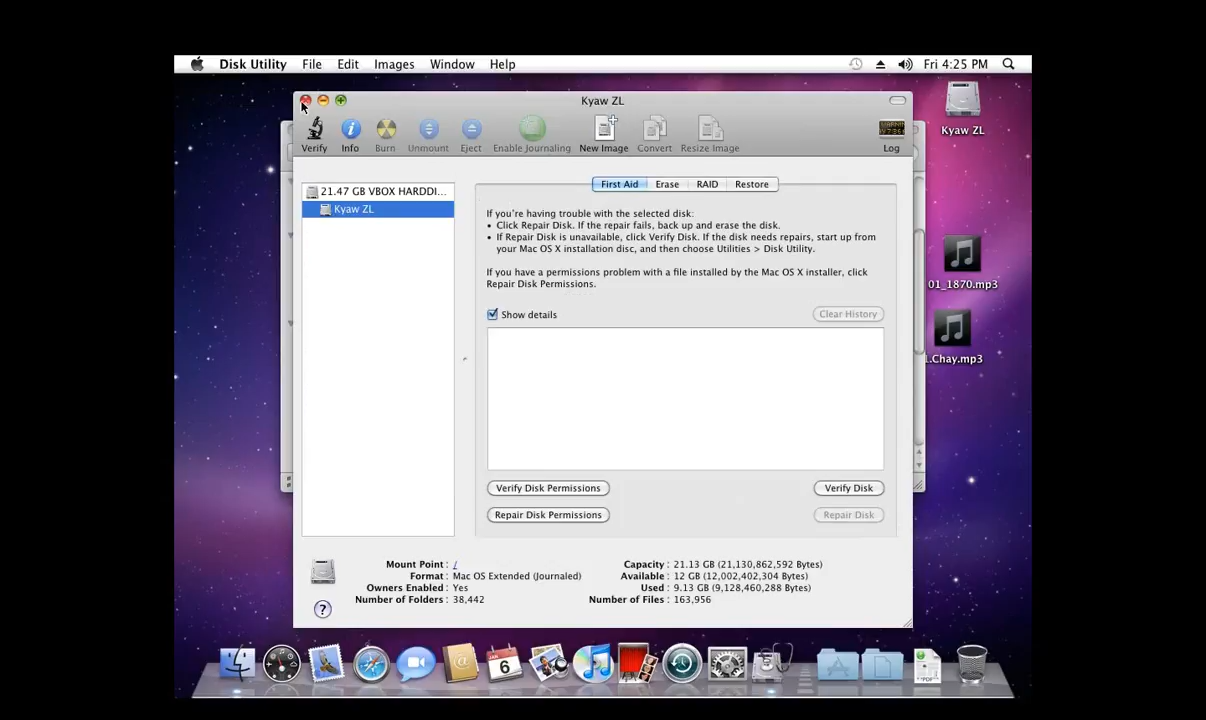 Disk Utility File Edit Images Window Help Fri 4:25 PM
Kyaw ZL
Verify Info Burn Unmount Eject Enable Journaling New Image Convert Resize Image Log
Kyaw ZL
21.47 GB VBOX HARDDI...
Kyaw ZL
First Aid Erase RAID Restore
If you're having trouble with the selected disk:
• Click Repair Disk. If the repair fails, back up and erase the disk.
• If Repair Disk is unavailable, click Verify Disk. If the disk needs repairs, start up from
your Mac OS X installation disc, and then choose Utilities > Disk Utility.
If you have a permissions problem with a file installed by the Mac OS X installer, click
Repair Disk Permissions.
01_1870.mp3
Show details Clear History
1.Chay.mp3
Verify Disk Permissions Verify Disk
Repair Disk Permissions Repair Disk
Mount Point : / Capacity : 21.13 GB (21,130,862,592 Bytes)
Format : Mac OS Extended (Journaled) Available : 12 GB (12,002,402,304 Bytes)
Owners Enabled : Yes Used : 9.13 GB (9,128,460,288 Bytes)
Number of Folders : 38,442 Number of Files : 163,956
?
JAN
6
PDF